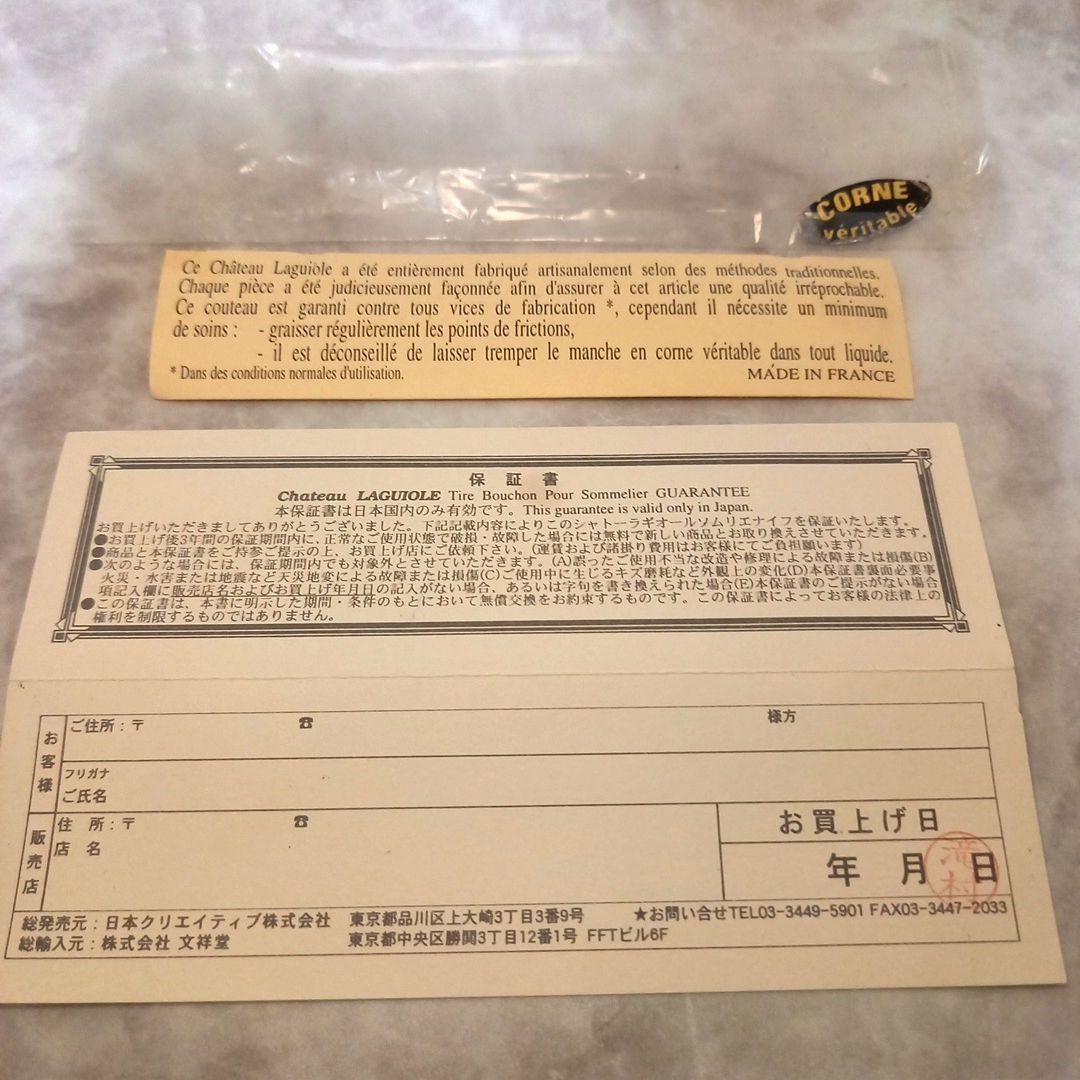 CORNE
véritable
Ce Château Laguiole a été entièrement fabriqué artisanalement selon des méthodes traditionnelles.
Chaque pièce a été judicieusement façonnée afin d'assurer à cet article une qualité irréprochable.
Ce couteau est garanti contre tous vices de fabrication *, cependant il nécessite un minimum
de soins : - graisser régulièrement les points de frictions,
- il est déconseillé de laisser tremper le manche en corne véritable dans tout liquide.
* Dans des conditions normales d'utilisation. MADE IN FRANCE
保証書
Chateau LAGUIOLE Tire Bouchon Pour Sommelier GUARANTEE
本保証書は日本国内のみ有効です。This guarantee is valid only in Japan.
お買上げいただきましてありがとうございました。下記記載内容によりこのシャトーラギオールソムリエナイフを保証いたします。
●お買上げ後3年間の保証期間内に、正常なご使用状態で破損・故障した場合には無料で新しい商品とお取り換えさせていただきます。
●商品と本保証書をご持参ご提示の上、お買上げ店にご依頼下さい。(運賃および諸掛り費用はお客様にてご負担願います)
●次のような場合には、保証期間内でも対象外とさせていただきます。(A)誤ったご使用不当な改造や修理による故障または損傷(B)
火災・水害または地震など天災地変による故障または損傷(C)ご使用中に生じるキズ磨耗など外観上の変化(D)本保証書裏面必要事
項記入欄に販売店名およびお買上げ年月日の記入がない場合、あるいは字句を書き換えられた場合(E)本保証書のご提示がない場合
●この保証書は、本書に明示した期間・条件のもとにおいて無償交換をお約束するものです。この保証書によってお客様の法律上の
権利を制限するものではありません。
お客様
ご住所：〒 ☎ 様方
フリガナ
ご氏名
販売店
住 所：〒 ☎
店 名
お買上げ日
年 月 日
総発売元：日本クリエイティブ株式会社 東京都品川区上大崎3丁目3番9号 ★お問い合せTEL03-3449-5901 FAX03-3447-2033
総輸入元：株式会社 文祥堂 東京都中央区勝閧3丁目12番1号 FFTビル6F